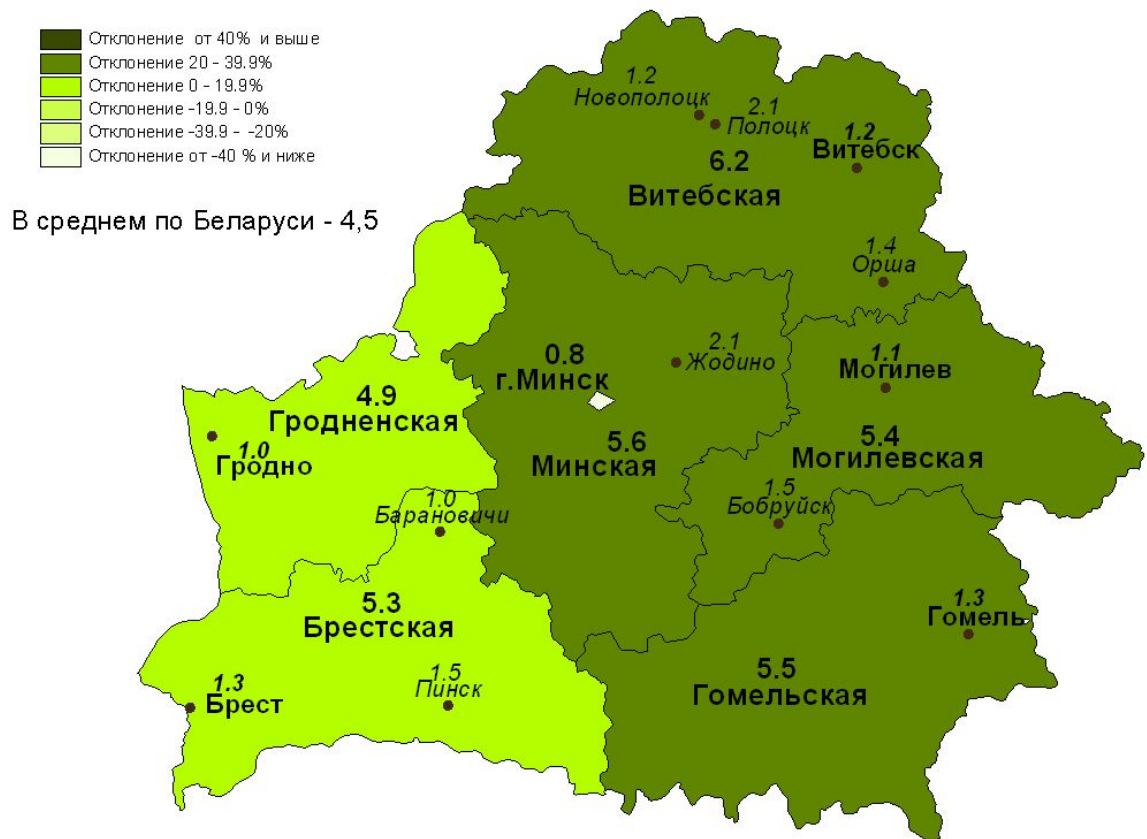 Отклонение от 40% и выше
Отклонение 20 - 39.9%
Отклонение 0 - 19.9%
Отклонение -19.9 - 0%
Отклонение -39.9 - -20%
Отклонение от -40 % и ниже
В среднем по Беларуси - 4,5
1.2
Новополоцк
2.1
Полоцк
1.2
Витебск
6.2
Витебская
1.4
Орша
2.1
Жодино
0.8
г.Минск
1.1
Могилев
4.9
Гродненская
1.0
Гродно
5.6
Минская
5.4
Могилевская
1.5
Бобруйск
1.0
Барановичи
5.3
Брестская
1.3
Гомель
1.3
Брест
1.5
Пинск
5.5
Гомельская